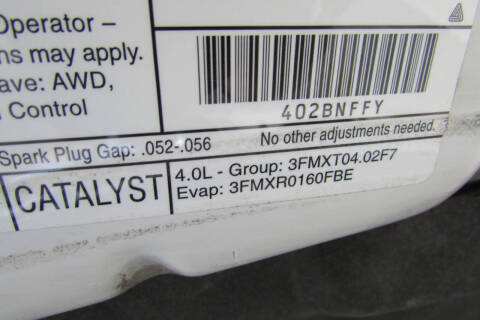 Operator –
ns may apply.
ave: AWD,
Control
402BNFFY
Spark Plug Gap: .052-.056
No other adjustments needed.
CATALYST
4.0L - Group: 3FMXT04.02F7
Evap: 3FMXR0160FBE